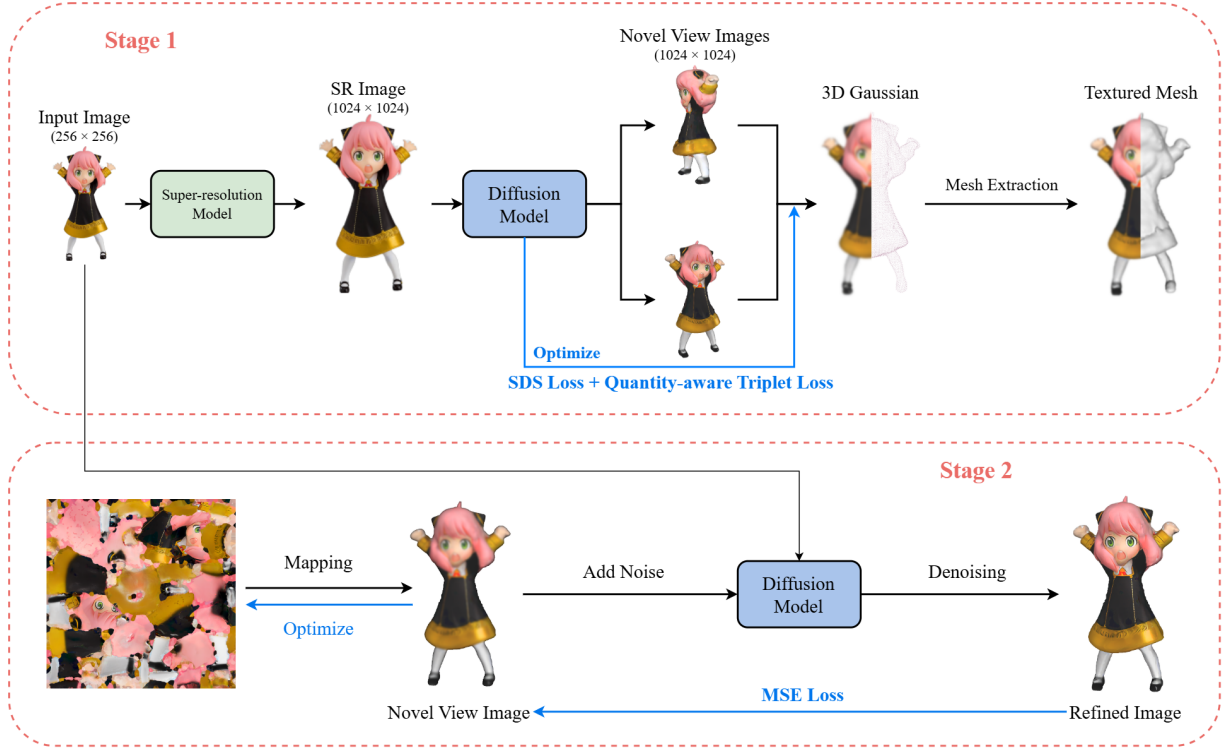 Stage 1
Input Image
(256 × 256)
Super-resolution
Model
SR Image
(1024 × 1024)
Diffusion
Model
Novel View Images
(1024 × 1024)
3D Gaussian
Mesh Extraction
Textured Mesh
Optimize
SDS Loss + Quantity-aware Triplet Loss
Stage 2
Mapping
Optimize
Novel View Image
Add Noise
Diffusion
Model
Denoising
MSE Loss
Refined Image